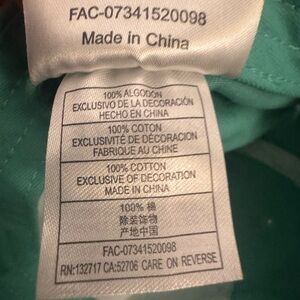 FAC-07341520098
Made in China
100% ALGODON
EXCLUSIVO DE LA DECORACIÓN
HECHO EN CHINA
100% COTON
EXCLUSIVITÉ DE DÉCORACION
FABRIQUE AU CHINE
100% COTTON
EXCLUSIVE OF DECORATION
MADE IN CHINA
100% 棉
除装饰物
产地中国
FAC-07341520098
RN:132717 CA:52706 CARE ON REVERSE